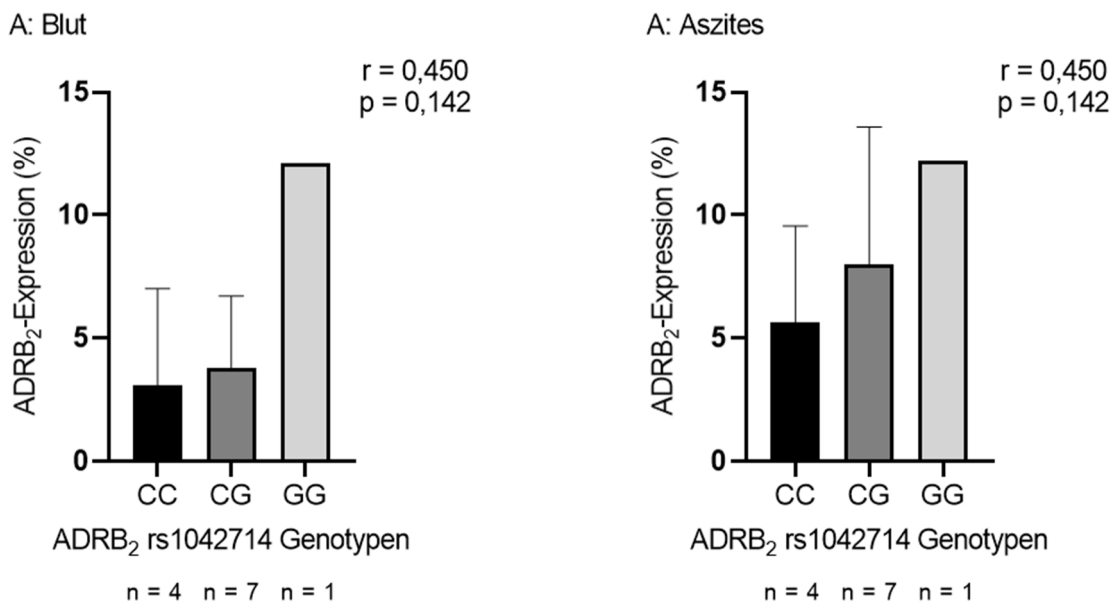 A: Blut
r = 0,450
p = 0,142
15
10
5
0
ADRB₂-Expression (%)
CC CG GG
ADRB₂ rs1042714 Genotypen
n = 4 n = 7 n = 1
A: Aszites
r = 0,450
p = 0,142
15
10
5
0
ADRB₂-Expression (%)
CC CG GG
ADRB₂ rs1042714 Genotypen
n = 4 n = 7 n = 1